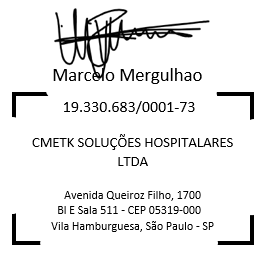 Marcelo Mergulhao
19.330.683/0001-73
CMETK SOLUÇÕES HOSPITALARES
LTDA
Avenida Queiroz Filho, 1700
Bl E Sala 511 - CEP 05319-000
Vila Hamburguesa, São Paulo - SP